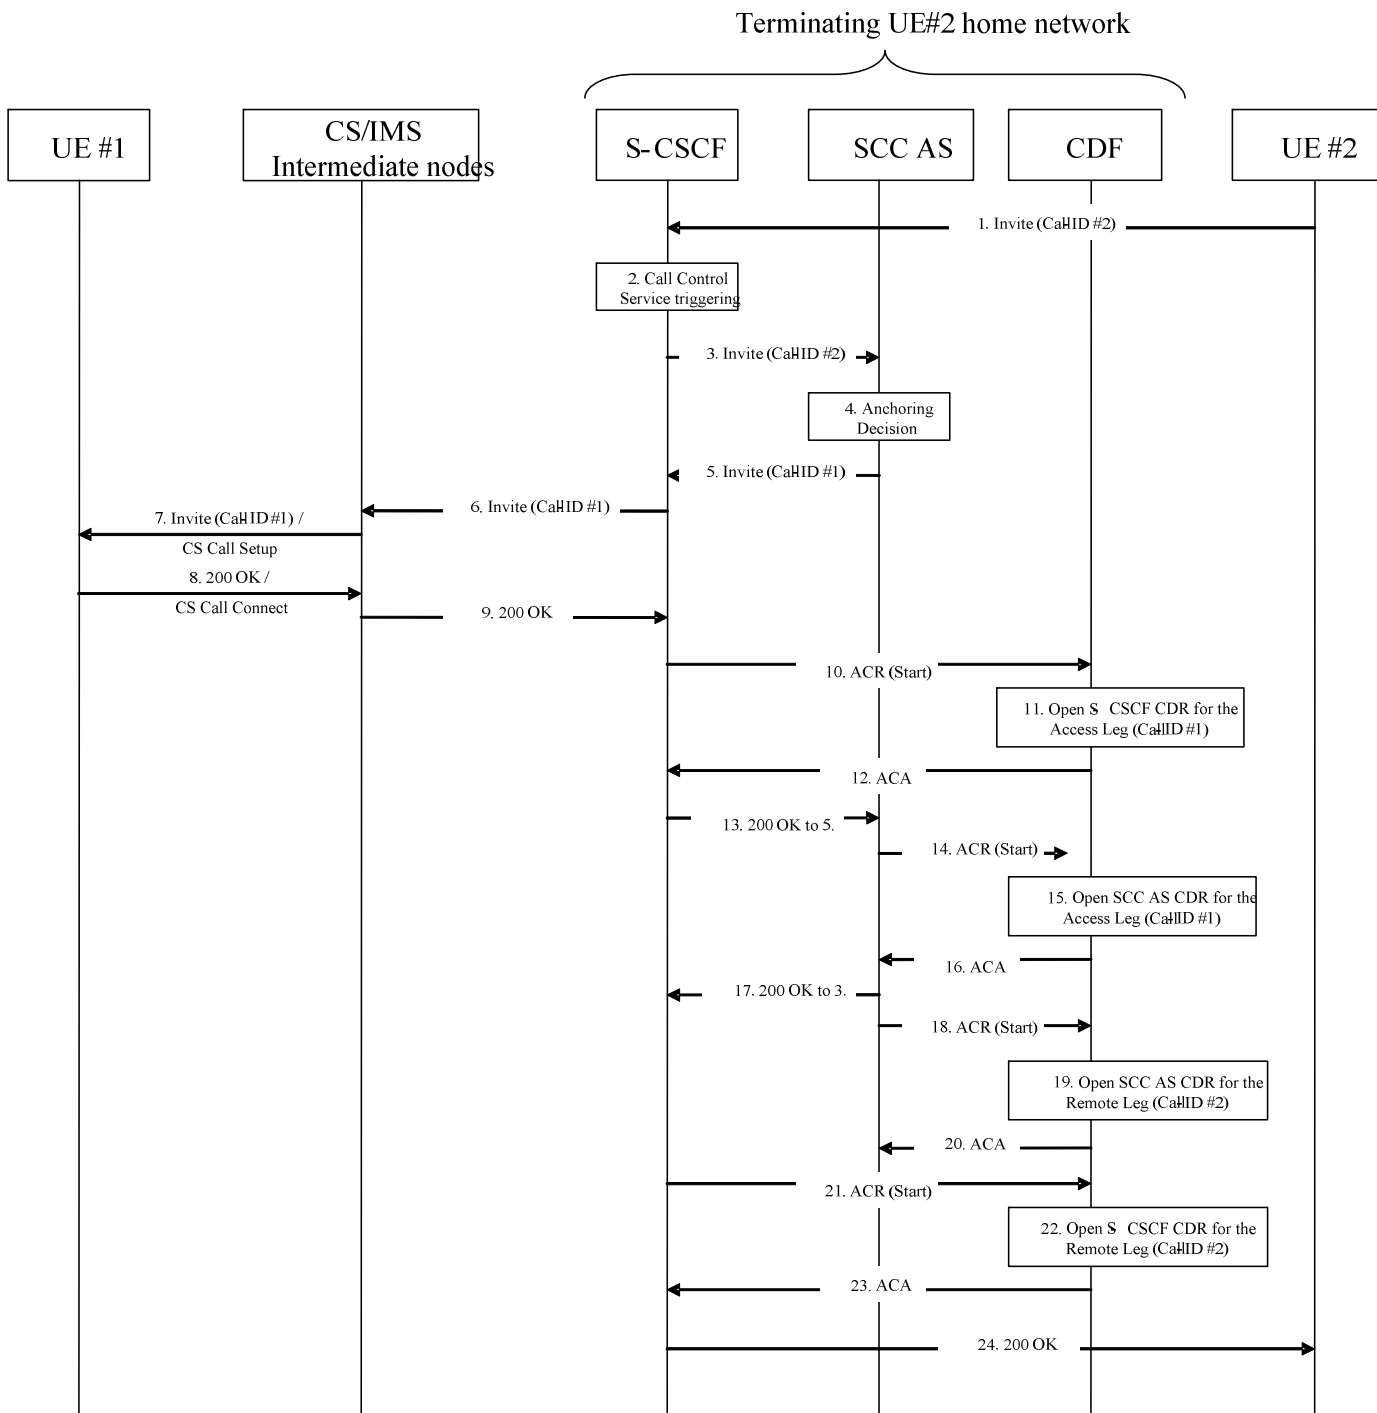 Terminating UE#2 home network
UE #1
CS/IMS
Intermediate nodes
S-CSCF
SCC AS
CDF
UE #2
1. Invite (Call-ID #2)
2. Call Control
Service triggering
3. Invite (Call-ID #2)
4. Anchoring
Decision
5. Invite (Call-ID #1)
6. Invite (Call-ID #1)
7. Invite (Call-ID #1) /
CS Call Setup
8. 200 OK /
CS Call Connect
9. 200 OK
10. ACR (Start)
11. Open S- CSCF CDR for the
Access Leg (Call-ID #1)
12. ACA
13. 200 OK to 5.
14. ACR (Start)
15. Open SCC AS CDR for the
Access Leg (Call-ID #1)
16. ACA
17. 200 OK to 3.
18. ACR (Start)
19. Open SCC AS CDR for the
Remote Leg (Call-ID #2)
20. ACA
21. ACR (Start)
22. Open S- CSCF CDR for the
Remote Leg (Call-ID #2)
23. ACA
24. 200 OK